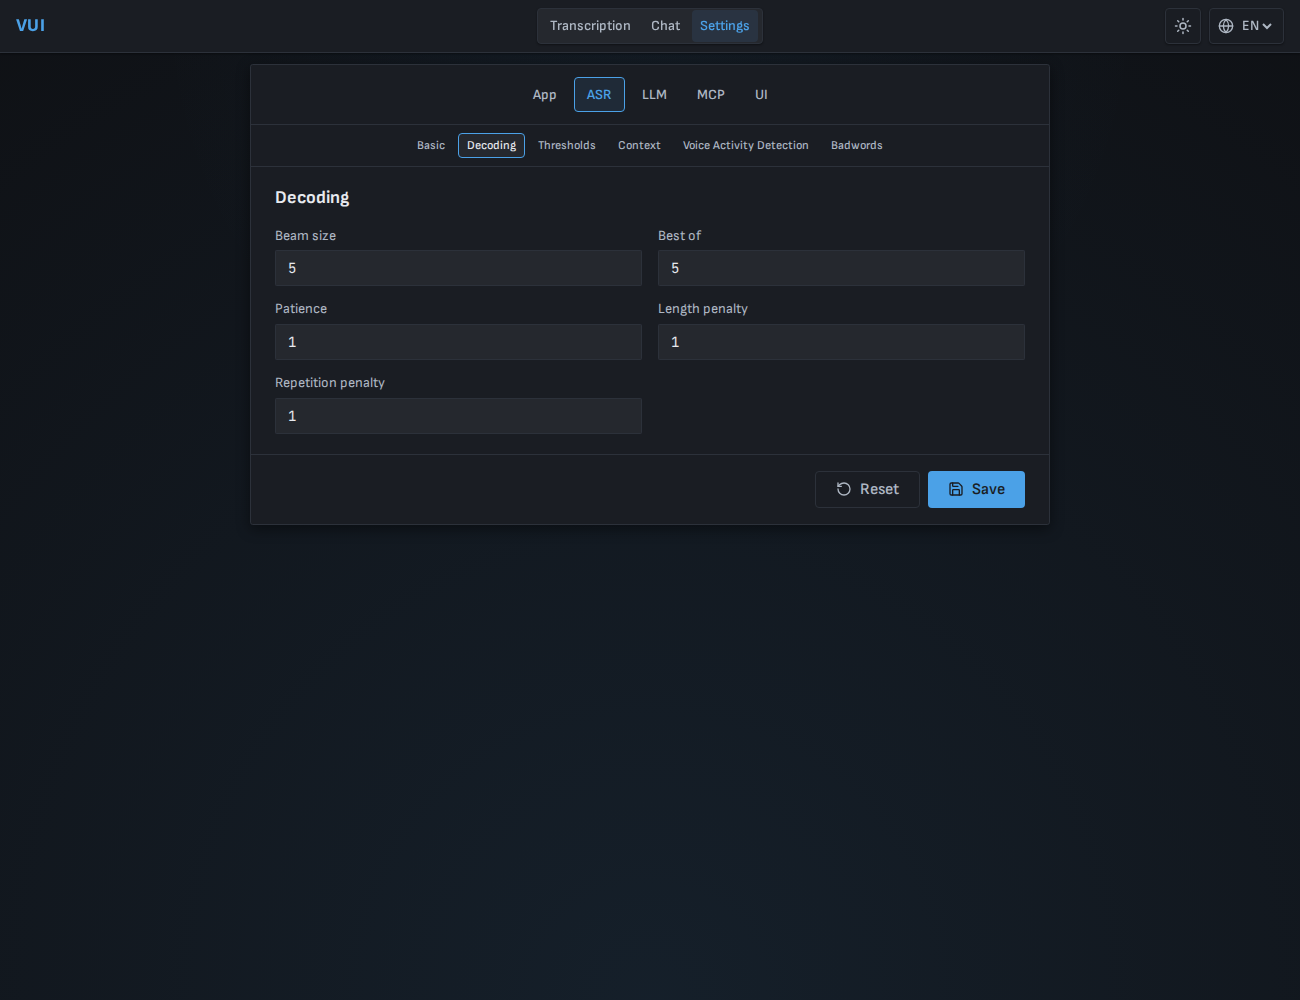 VUI
Transcription Chat Settings
EN
App ASR LLM MCP UI
Basic Decoding Thresholds Context Voice Activity Detection Badwords
Decoding
Beam size Best of
5 5
Patience Length penalty
1 1
Repetition penalty
1
Reset Save